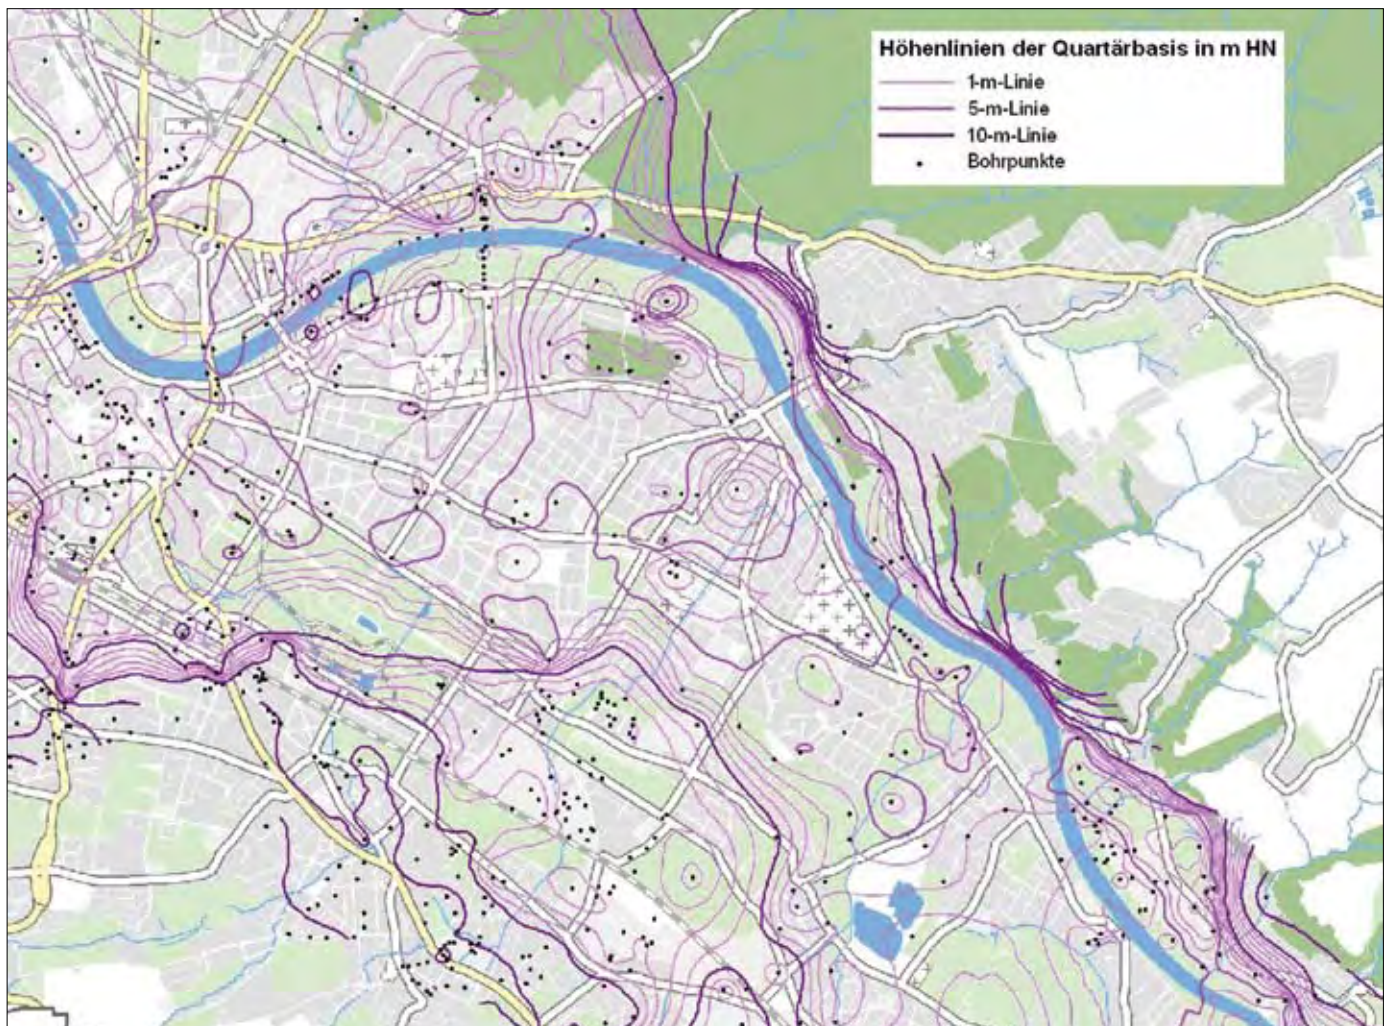 Höhenlinien der Quartärbasis in m HN
1-m-Linie
5-m-Linie
10-m-Linie
Bohrpunkte